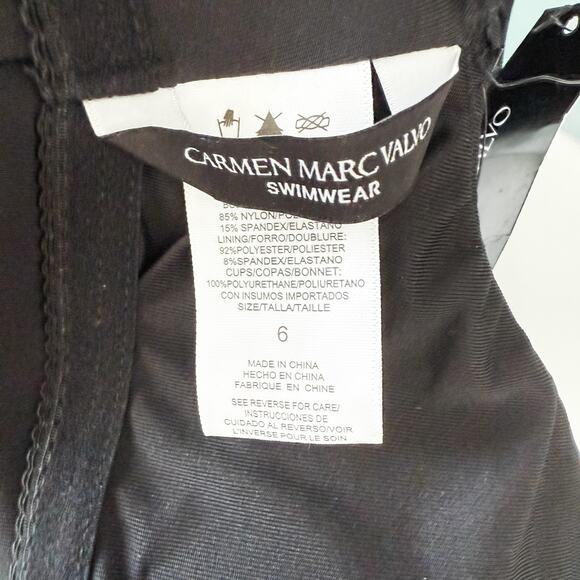 CARMEN MARC VALVO
SWIMWEAR
85% NYLON/
15% SPANDEX/ELASTANO
LINING/FORRO/DOUBLURE:
92%POLYESTER/POLIESTER
8%SPANDEX/ELASTANO
CUPS/COPAS/BONNET:
100%POLYURETHANE/POLIURETANO
CON INSUMOS IMPORTADOS
SIZE/TALLA/TAILLE
6
MADE IN CHINA
HECHO EN CHINA
FABRIQUE EN CHINE
SEE REVERSE FOR CARE/
INSTRUCCIONES DE
CUIDADO AL REVERSO/VOIR
L'INVERSE POUR LE SOIN